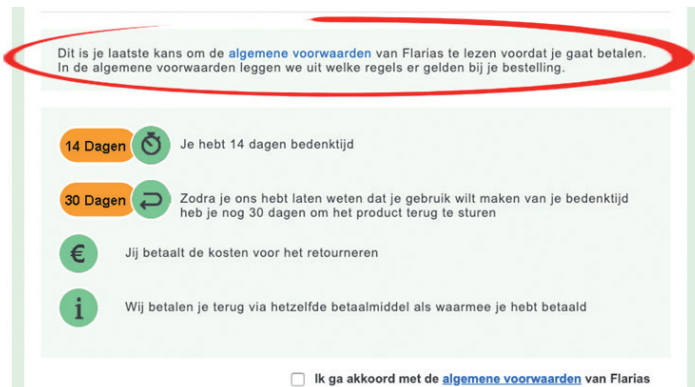 Dit is je laatste kans om de algemene voorwaarden van Flarias te lezen voordat je gaat betalen.
In de algemene voorwaarden leggen we uit welke regels er gelden bij je bestelling.
14 Dagen Je hebt 14 dagen bedenktijd
30 Dagen Zodra je ons hebt laten weten dat je gebruik wilt maken van je bedenktijd
heb je nog 30 dagen om het product terug te sturen
€ Jij betaalt de kosten voor het retourneren
i Wij betalen je terug via hetzelfde betaalmiddel als waarmee je hebt betaald
Ik ga akkoord met de algemene voorwaarden van Flarias